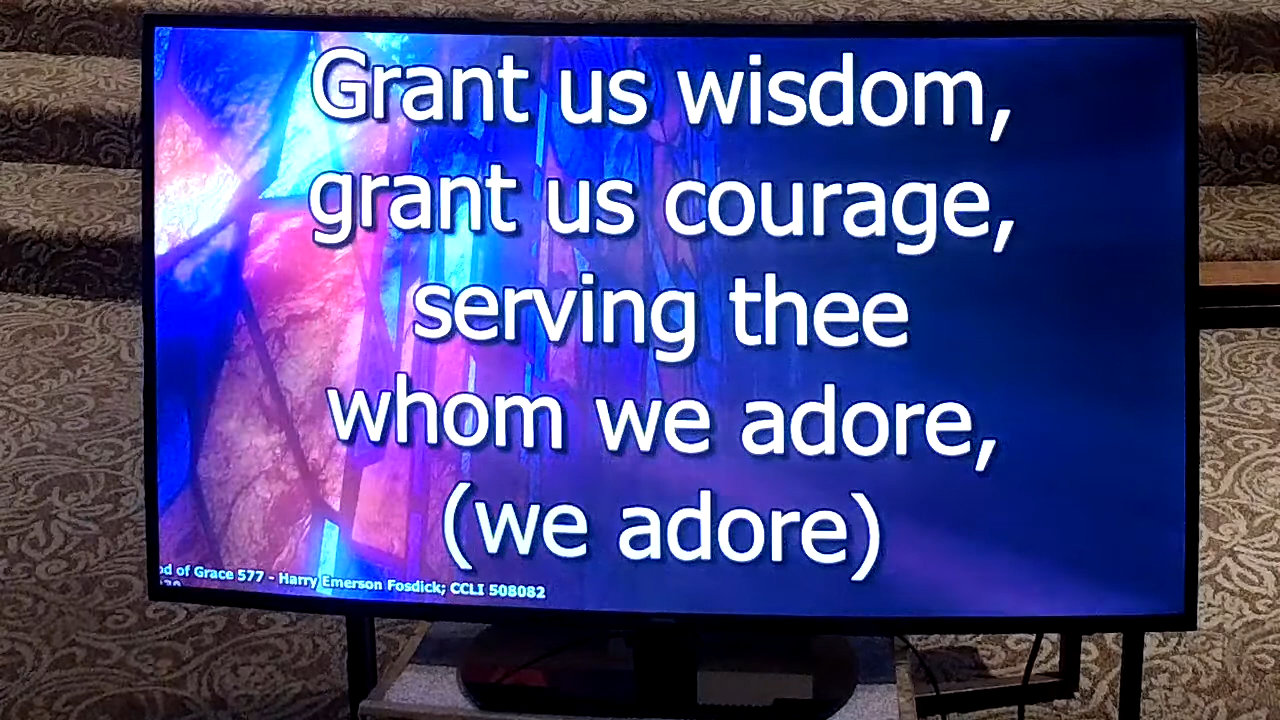 Grant us wisdom,
grant us courage,
serving thee
whom we adore,
(we adore)
of Grace 577 - Harry Emerson Fosdick; CCLI 508082